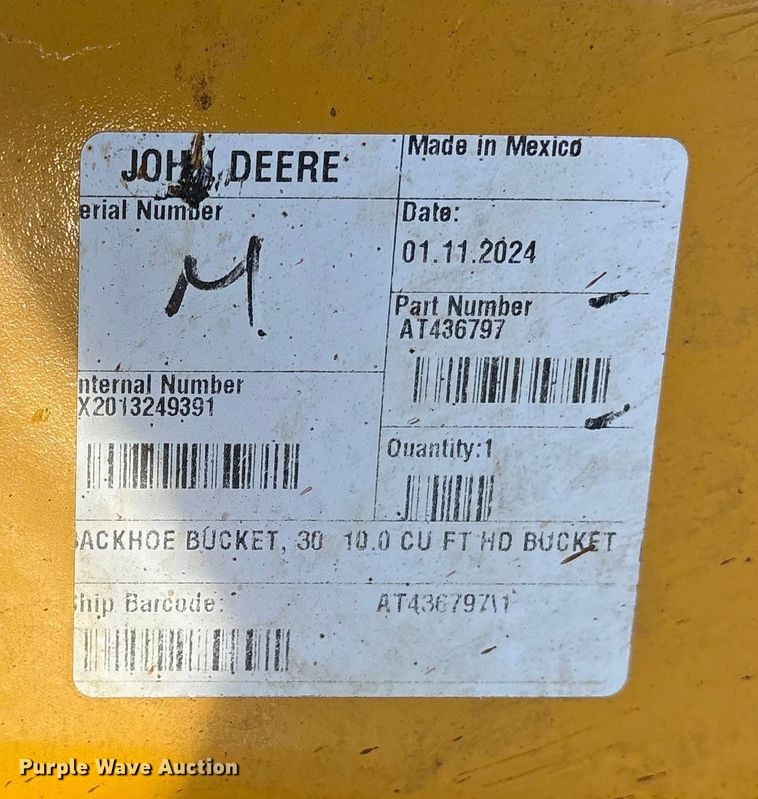 JOHN DEERE
Made in Mexico
erial Number
M
Date:
01.11.2024
Part Number
AT436797
nternal Number
X2013249391
Quantity:1
BACKHOE BUCKET, 30 10.0 CU FT HD BUCKET
Ship Barcode: AT436797\1
Purple Wave Auction